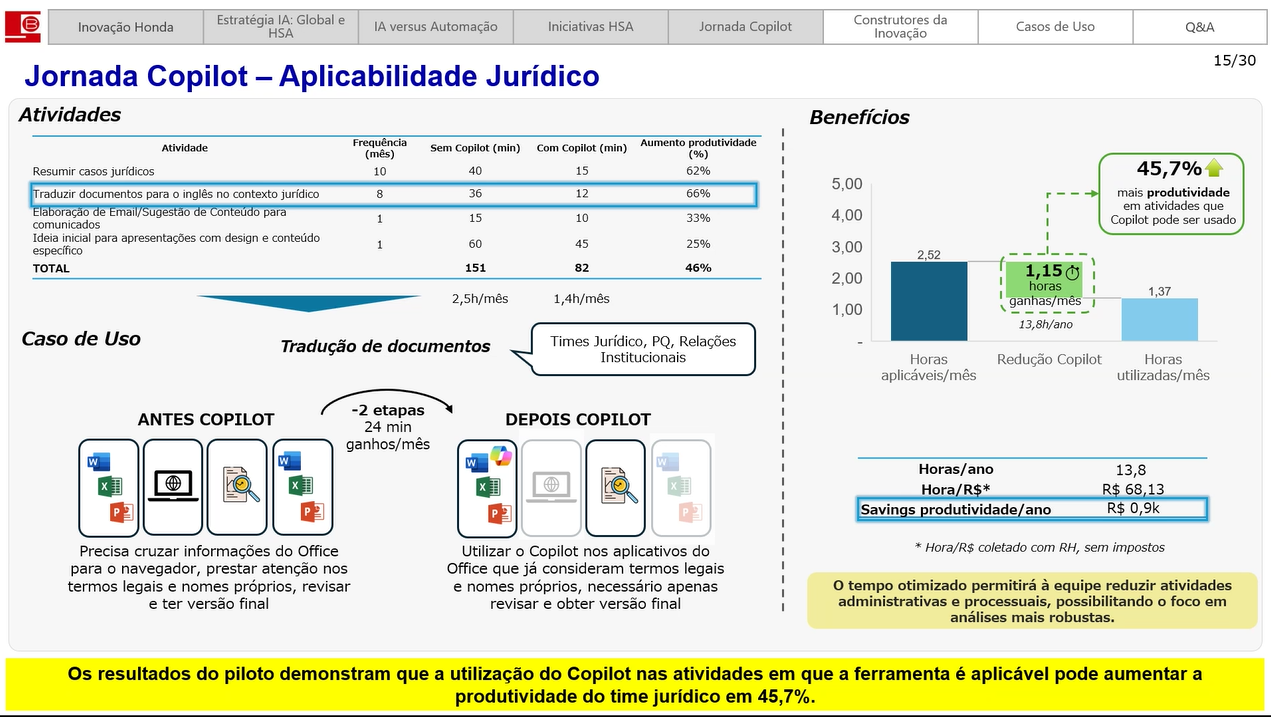 Inovação Honda
Estratégia IA: Global e
HSA
IA versus Automação
Iniciativas HSA
Jornada Copilot
Construtores da
Inovação
Casos de Uso
Q&A
15/30
Jornada Copilot – Aplicabilidade Jurídico
Atividades
Atividade Frequência (mês) Sem Copilot (min) Com Copilot (min) Aumento produtividade (%)
Resumir casos jurídicos 10 40 15 62%
Traduzir documentos para o inglês no contexto jurídico 8 36 12 66%
Elaboração de Email/Sugestão de Conteúdo para
comunicados 1 15 10 33%
Ideia inicial para apresentações com design e conteúdo
específico 1 60 45 25%
TOTAL 151 82 46%
2,5h/mês 1,4h/mês
Caso de Uso
Tradução de documentos
Times Jurídico, PQ, Relações
Institucionais
ANTES COPILOT
-2 etapas
24 min
ganhos/mês
DEPOIS COPILOT
W
X
P
W
X
P
W
X
P
W
X
P
Precisa cruzar informações do Office
para o navegador, prestar atenção nos
termos legais e nomes próprios, revisar
e ter versão final
Utilizar o Copilot nos aplicativos do
Office que já consideram termos legais
e nomes próprios, necessário apenas
revisar e obter versão final
Benefícios
45,7%
mais produtividade
em atividades que
Copilot pode ser usado
5,00
4,00
3,00
2,00
1,00
-
2,52
1,15
horas
ganhas/mês
13,8h/ano
1,37
Horas
aplicáveis/mês
Redução Copilot
Horas
utilizadas/mês
Horas/ano 13,8
Hora/R$* R$ 68,13
Savings produtividade/ano R$ 0,9k
* Hora/R$ coletado com RH, sem impostos
O tempo otimizado permitirá à equipe reduzir atividades
administrativas e processuais, possibilitando o foco em
análises mais robustas.
Os resultados do piloto demonstram que a utilização do Copilot nas atividades em que a ferramenta é aplicável pode aumentar a
produtividade do time jurídico em 45,7%.